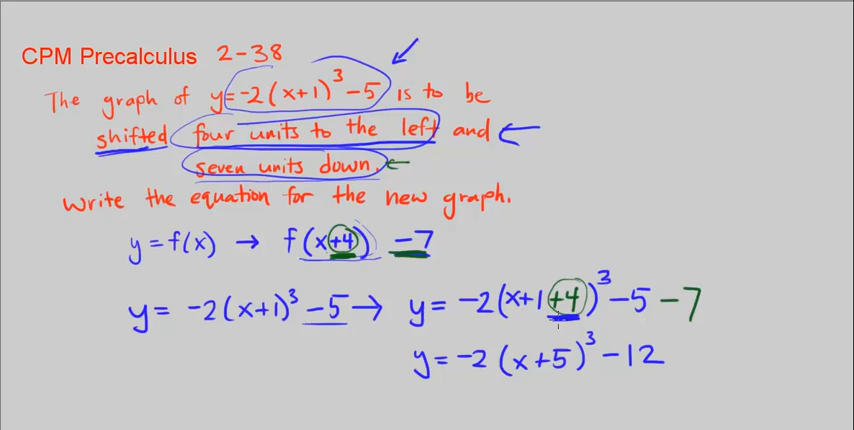 CPM Precalculus 2-38
The graph of y=-2(x+1)³-5 is to be
shifted four units to the left and
seven units down.
Write the equation for the new graph.
y=f(x) → f(x+4) -7
y= -2(x+1)³ -5 → y= -2(x+1+4)³-5-7
y=-2(x+5)³-12